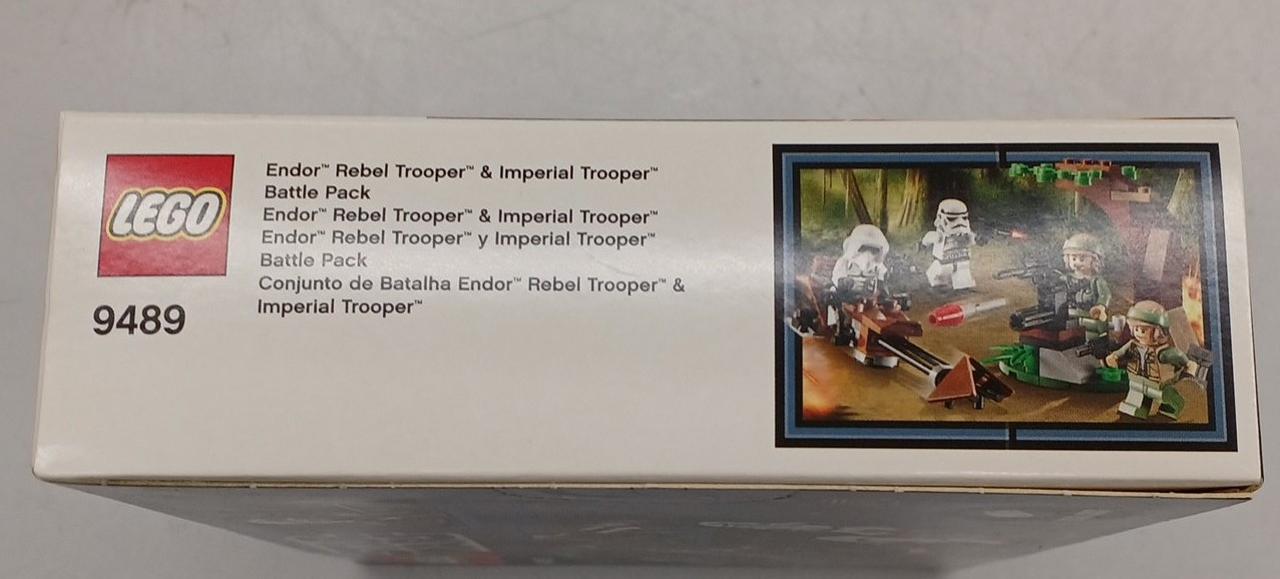 LEGO
9489
Endor™ Rebel Trooper™ & Imperial Trooper™
Battle Pack
Endor™ Rebel Trooper™ & Imperial Trooper™
Endor™ Rebel Trooper™ y Imperial Trooper™
Battle Pack
Conjunto de Batalha Endor™ Rebel Trooper™ &
Imperial Trooper™